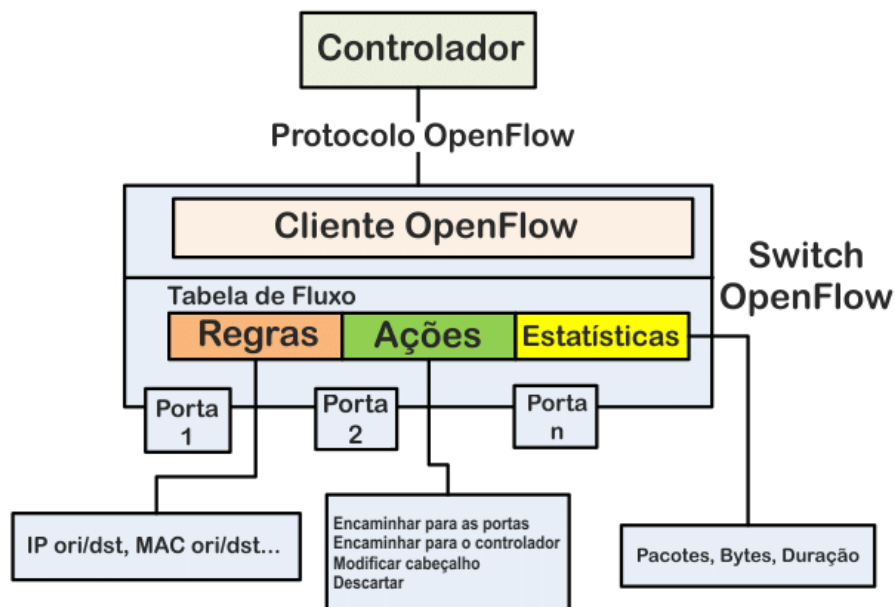 Controlador
Protocolo OpenFlow
Cliente OpenFlow
Switch
OpenFlow
Tabela de Fluxo
Regras
Ações
Estatísticas
Porta
1
Porta
2
Porta
n
IP ori/dst, MAC ori/dst...
Encaminhar para as portas
Encaminhar para o controlador
Modificar cabeçalho
Descartar
Pacotes, Bytes, Duração